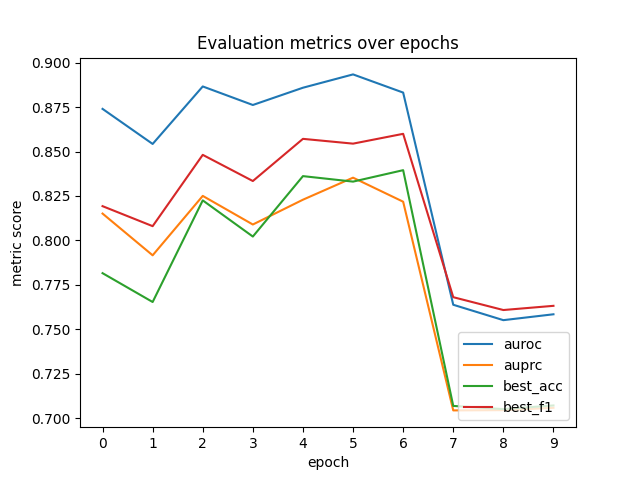 Evaluation metrics over epochs
metric score
0.900
0.875
0.850
0.825
0.800
0.775
0.750
0.725
0.700
auroc
auprc
best_acc
best_f1
0 1 2 3 4 5 6 7 8 9
epoch